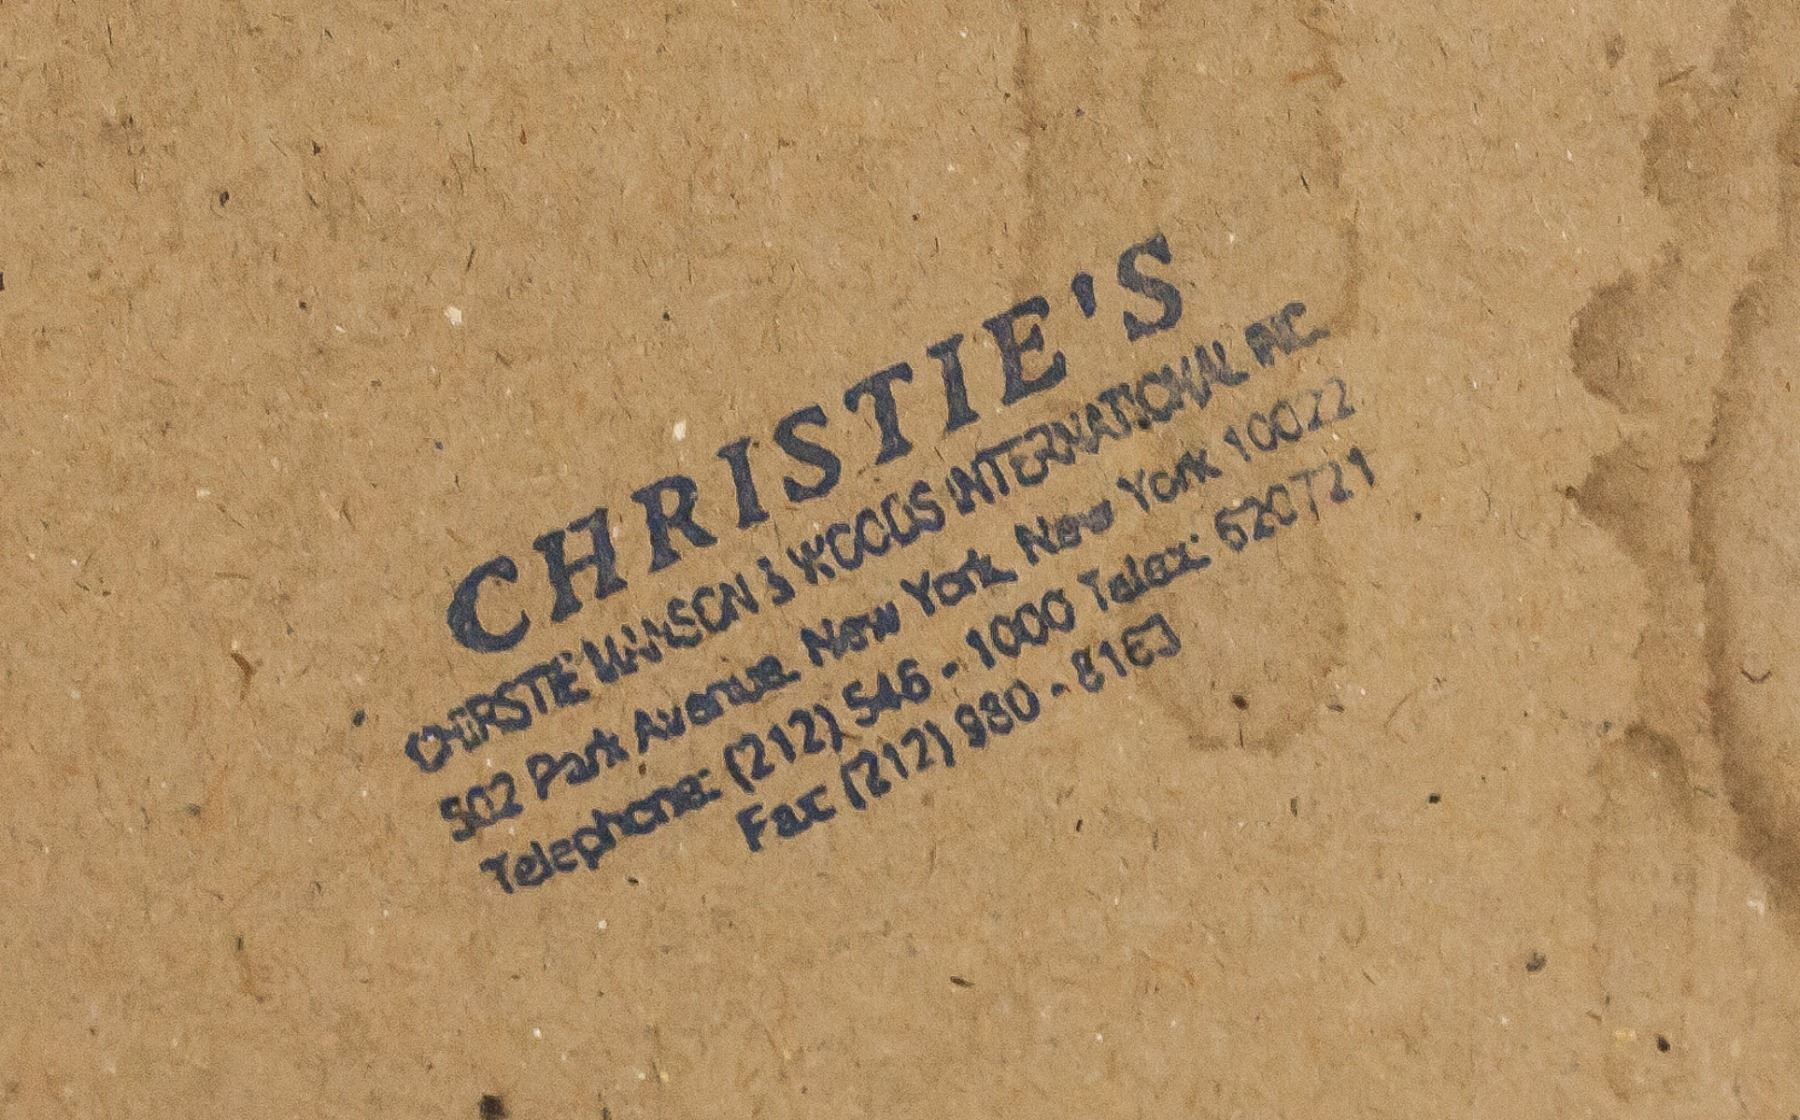 CHRISTIE'S
CHRISTIE MANSON & WOODS INTERNATIONAL INC.
502 Park Avenue, New York, New York 10022
Telephone: (212) 546 - 1000 Telex: 620721
Fax: (212) 980 - 8163